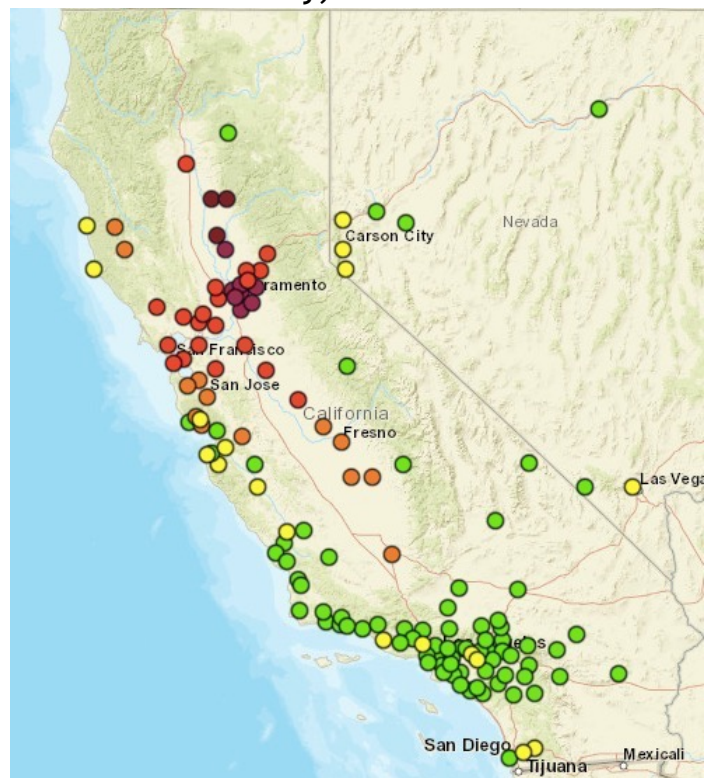 Nevada
Carson City
ramento
San Francisco
San Jose
California
Fresno
Las Vega
San Diego
Mexicali
Tijuana